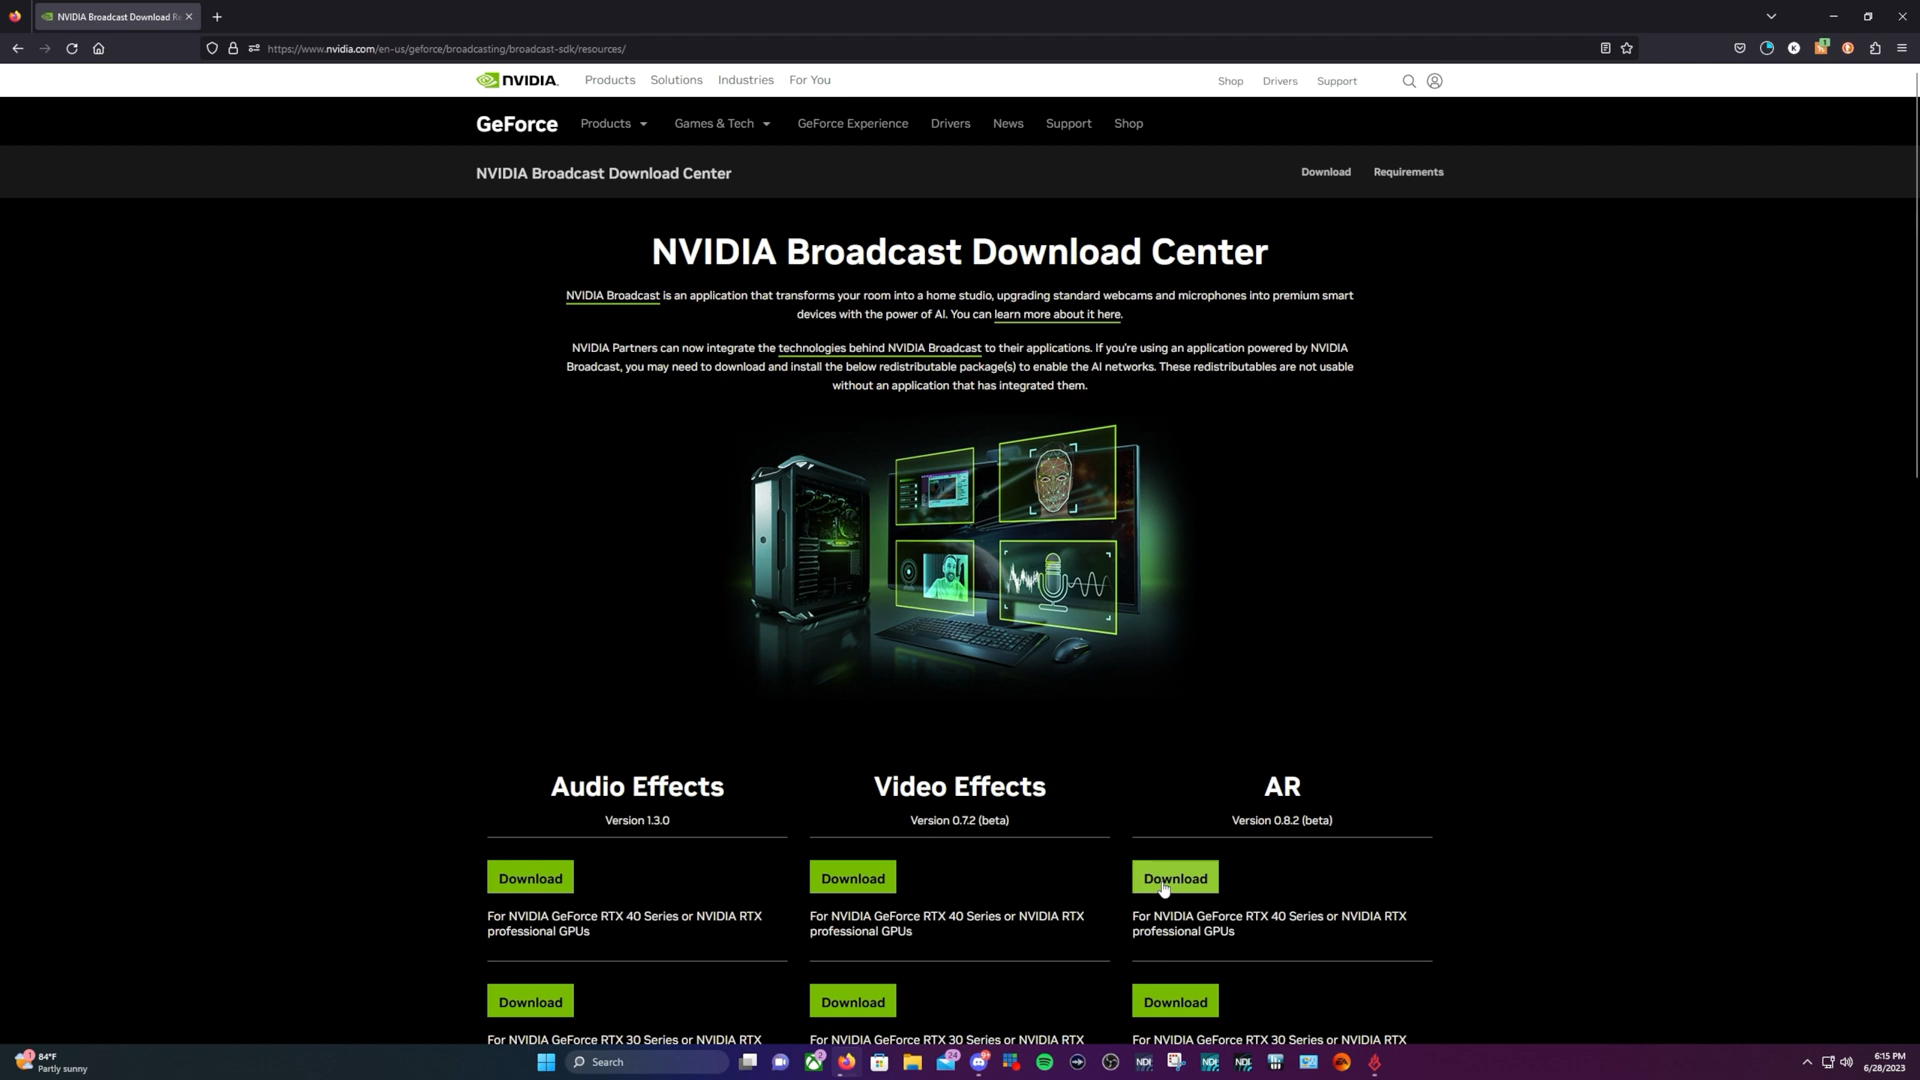 NVIDIA Broadcast Download Re
https://www.nvidia.com/en-us/geforce/broadcasting/broadcast-sdk/resources/
NVIDIA. Products Solutions Industries For You Shop Drivers Support
GeForce Products Games & Tech GeForce Experience Drivers News Support Shop
NVIDIA Broadcast Download Center Download Requirements
NVIDIA Broadcast Download Center
NVIDIA Broadcast is an application that transforms your room into a home studio, upgrading standard webcams and microphones into premium smart
devices with the power of AI. You can learn more about it here.
NVIDIA Partners can now integrate the technologies behind NVIDIA Broadcast to their applications. If you're using an application powered by NVIDIA
Broadcast, you may need to download and install the below redistributable package(s) to enable the AI networks. These redistributables are not usable
without an application that has integrated them.
Audio Effects
Version 1.3.0
Download
For NVIDIA GeForce RTX 40 Series or NVIDIA RTX
professional GPUs
Download
For NVIDIA GeForce RTX 30 Series or NVIDIA RTX
Video Effects
Version 0.7.2 (beta)
Download
For NVIDIA GeForce RTX 40 Series or NVIDIA RTX
professional GPUs
Download
For NVIDIA GeForce RTX 30 Series or NVIDIA RTX
AR
Version 0.8.2 (beta)
Download
For NVIDIA GeForce RTX 40 Series or NVIDIA RTX
professional GPUs
Download
For NVIDIA GeForce RTX 30 Series or NVIDIA RTX
84°F
Partly sunny
Search
6:15 PM
6/28/2023